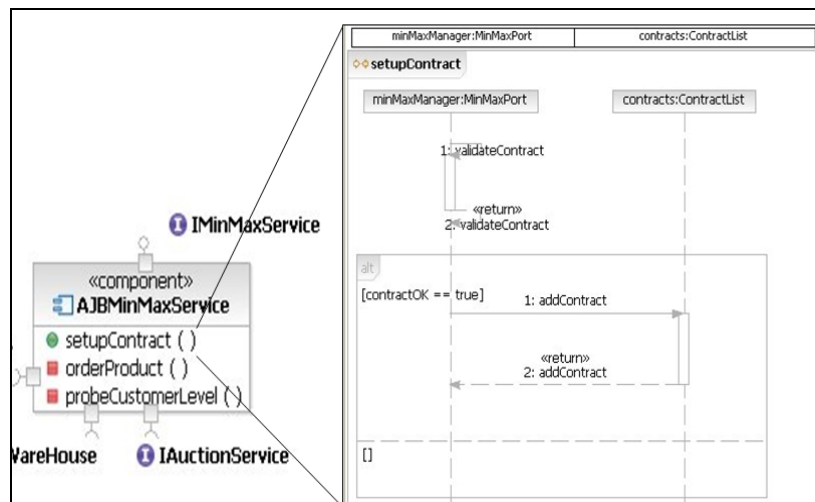 IMinMaxService
«component»
AJBMinMaxService
setupContract ( )
orderProduct ( )
probeCustomerLevel ( )
WareHouse
IAuctionService
minMaxManager:MinMaxPort
contracts:ContractList
setupContract
minMaxManager:MinMaxPort
contracts:ContractList
1: validateContract
«return»
2: validateContract
alt
[contractOK == true]
1: addContract
«return»
2: addContract
[]